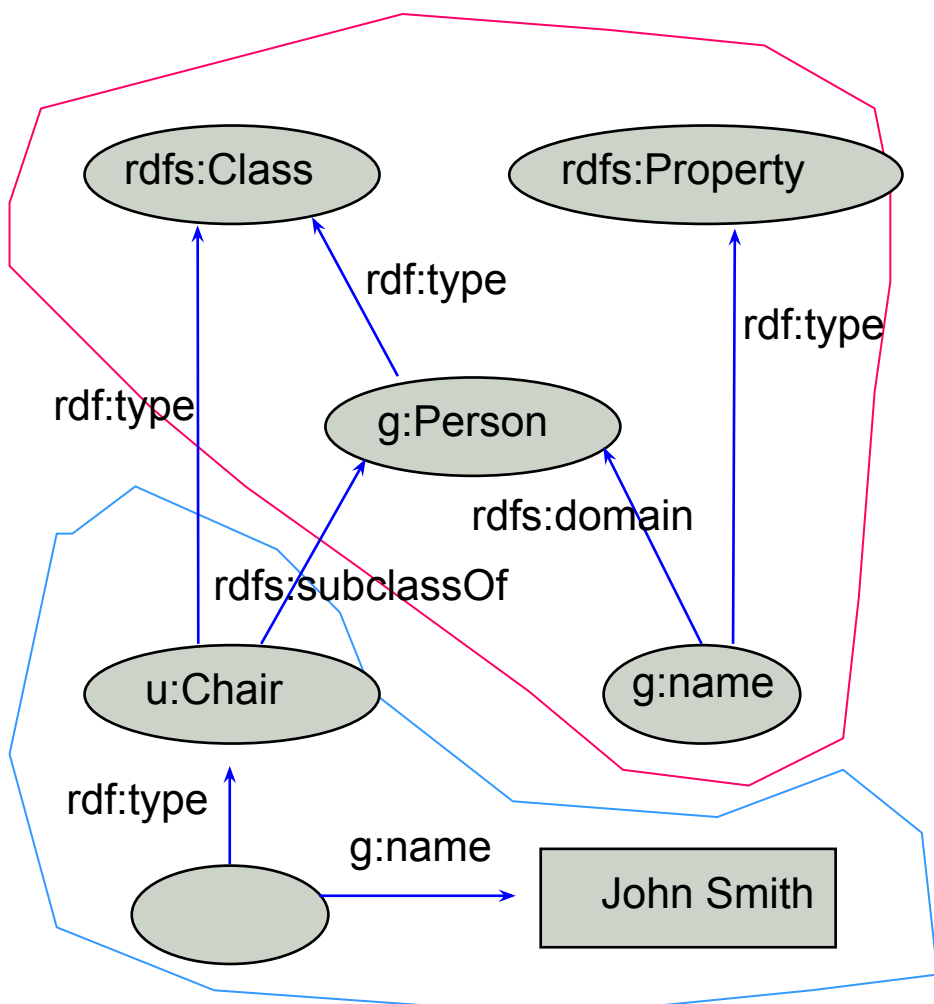 rdfs:Class
rdfs:Property
rdf:type
rdf:type
rdf:type
g:Person
rdfs:domain
rdfs:subclassOf
u:Chair
g:name
rdf:type
g:name
John Smith